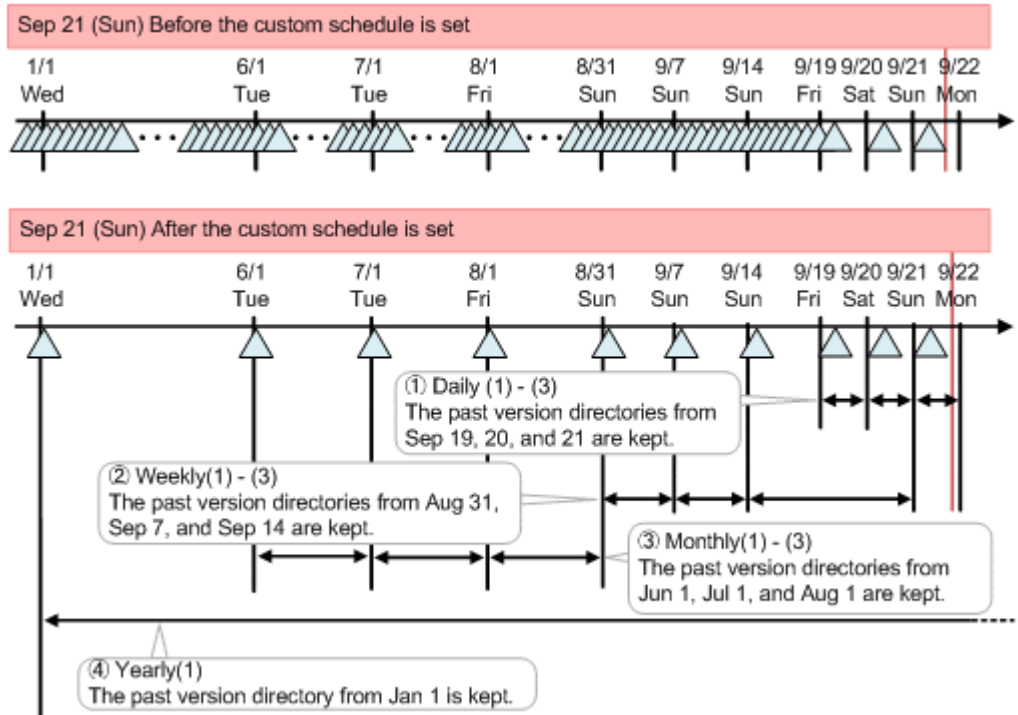 Sep 21 (Sun) Before the custom schedule is set
1/1 6/1 7/1 8/1 8/31 9/7 9/14 9/19 9/20 9/21 9/22
Wed Tue Tue Fri Sun Sun Sun Fri Sat Sun Mon
Sep 21 (Sun) After the custom schedule is set
1/1 6/1 7/1 8/1 8/31 9/7 9/14 9/19 9/20 9/21 9/22
Wed Tue Tue Fri Sun Sun Sun Fri Sat Sun Mon
① Daily (1) - (3)
The past version directories from
Sep 19, 20, and 21 are kept.
② Weekly(1) - (3)
The past version directories from Aug 31,
Sep 7, and Sep 14 are kept.
③ Monthly(1) - (3)
The past version directories from
Jun 1, Jul 1, and Aug 1 are kept.
④ Yearly(1)
The past version directory from Jan 1 is kept.